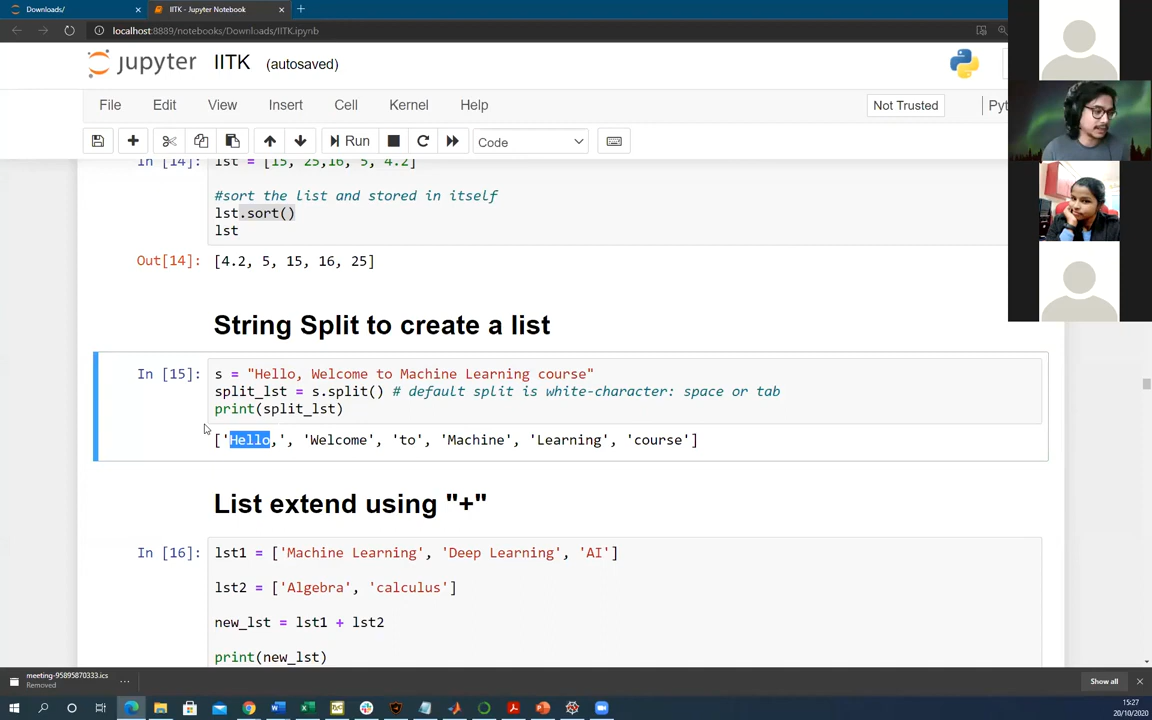 Downloads/
IITK - Jupyter Notebook
localhost:8889/notebooks/Downloads/IITK.ipynb
jupyter IITK (autosaved)
File Edit View Insert Cell Kernel Help
Not Trusted
Pyt
Run
Code
In [14]: lst = [15, 25,16, 5, 4.2]
#sort the list and stored in itself
lst.sort()
lst
Out[14]: [4.2, 5, 15, 16, 25]
String Split to create a list
In [15]: s = "Hello, Welcome to Machine Learning course"
split_lst = s.split() # default split is white-character: space or tab
print(split_lst)
['Hello,', 'Welcome', 'to', 'Machine', 'Learning', 'course']
List extend using "+"
In [16]: lst1 = ['Machine Learning', 'Deep Learning', 'AI']
lst2 = ['Algebra', 'calculus']
new_lst = lst1 + lst2
print(new_lst)
meeting-95895870333.ics
Removed
Show all
15:27
20/10/2020